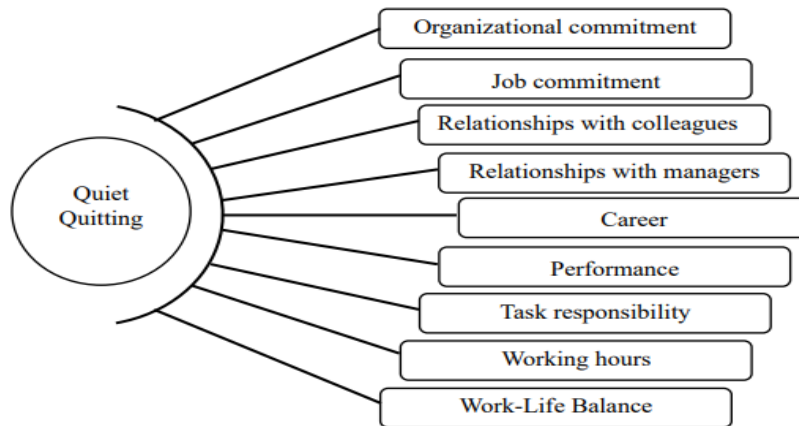 Organizational commitment
Job commitment
Relationships with colleagues
Relationships with managers
Quiet
Quitting
Career
Performance
Task responsibility
Working hours
Work-Life Balance